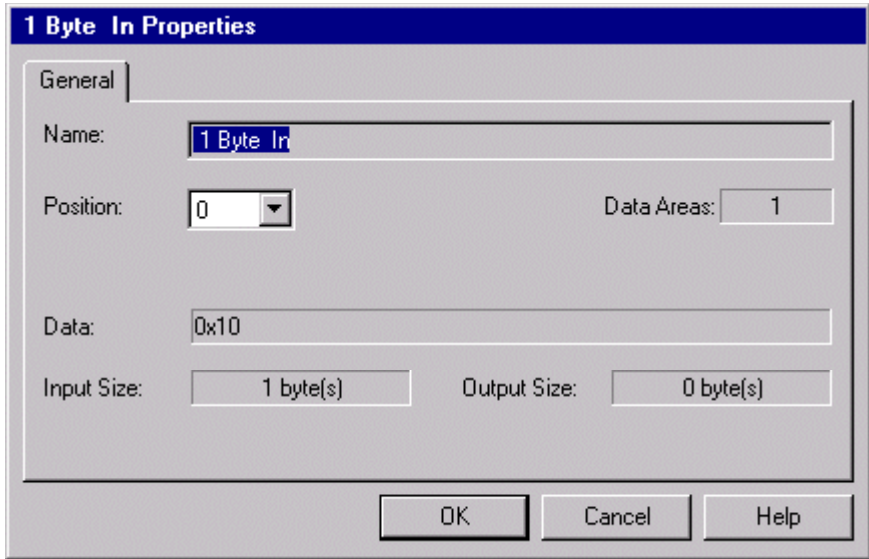 1 Byte  In Properties
General
Name: 1 Byte  In
Position: 0 Data Areas: 1
Data: 0x10
Input Size: 1 byte(s) Output Size: 0 byte(s)
OK Cancel Help